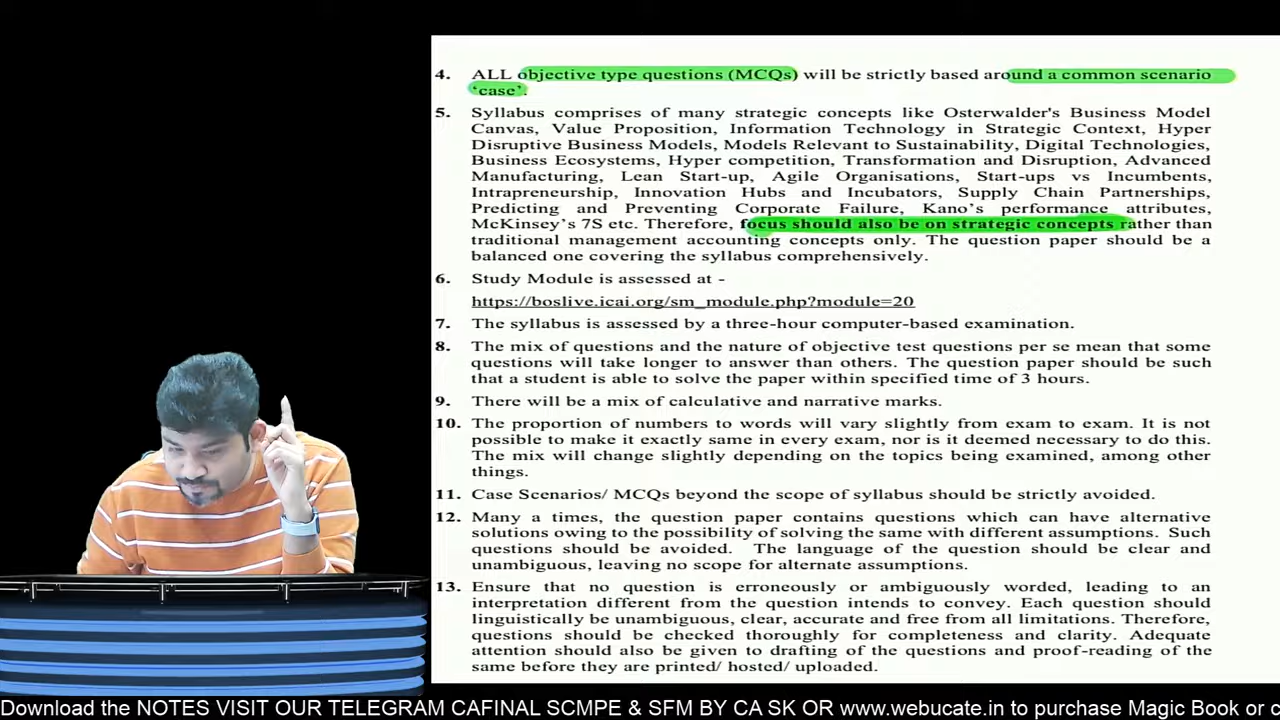 4. ALL objective type questions (MCQs) will be strictly based around a common scenario
‘case’.
5. Syllabus comprises of many strategic concepts like Osterwalder's Business Model
Canvas, Value Proposition, Information Technology in Strategic Context, Hyper
Disruptive Business Models, Models Relevant to Sustainability, Digital Technologies,
Business Ecosystems, Hyper competition, Transformation and Disruption, Advanced
Manufacturing, Lean Start-up, Agile Organisations, Start-ups vs Incumbents,
Intrapreneurship, Innovation Hubs and Incubators, Supply Chain Partnerships,
Predicting and Preventing Corporate Failure, Kano’s performance attributes,
McKinsey’s 7S etc. Therefore, focus should also be on strategic concepts rather than
traditional management accounting concepts only. The question paper should be a
balanced one covering the syllabus comprehensively.
6. Study Module is assessed at -
https://boslive.icai.org/sm_module.php?module=20
7. The syllabus is assessed by a three-hour computer-based examination.
8. The mix of questions and the nature of objective test questions per se mean that some
questions will take longer to answer than others. The question paper should be such
that a student is able to solve the paper within specified time of 3 hours.
9. There will be a mix of calculative and narrative marks.
10. The proportion of numbers to words will vary slightly from exam to exam. It is not
possible to make it exactly same in every exam, nor is it deemed necessary to do this.
The mix will change slightly depending on the topics being examined, among other
things.
11. Case Scenarios/ MCQs beyond the scope of syllabus should be strictly avoided.
12. Many a times, the question paper contains questions which can have alternative
solutions owing to the possibility of solving the same with different assumptions. Such
questions should be avoided. The language of the question should be clear and
unambiguous, leaving no scope for alternate assumptions.
13. Ensure that no question is erroneously or ambiguously worded, leading to an
interpretation different from the question intends to convey. Each question should
linguistically be unambiguous, clear, accurate and free from all limitations. Therefore,
questions should be checked thoroughly for completeness and clarity. Adequate
attention should also be given to drafting of the questions and proof-reading of the
same before they are printed/ hosted/ uploaded.
Download the NOTES VISIT OUR TELEGRAM CAFINAL SCMPE & SFM BY CA SK OR www.webucate.in to purchase Magic Book or c